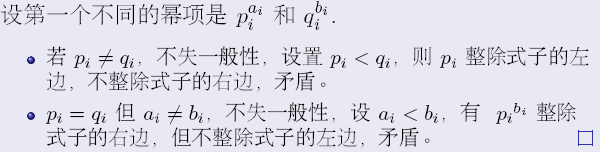 设第一个不同的幂项是 $p_i^{a_i}$ 和 $q_i^{b_i}$.
若 $p_i \neq q_i$，不失一般性，设置 $p_i < q_i$，则 $p_i$ 整除式子的左
边，不整除式子的右边，矛盾。
$p_i = q_i$ 但 $a_i \neq b_i$，不失一般性，设 $a_i < b_i$，有 ${p_i}^{b_i}$ 整除
式子的右边，但不整除式子的左边，矛盾。